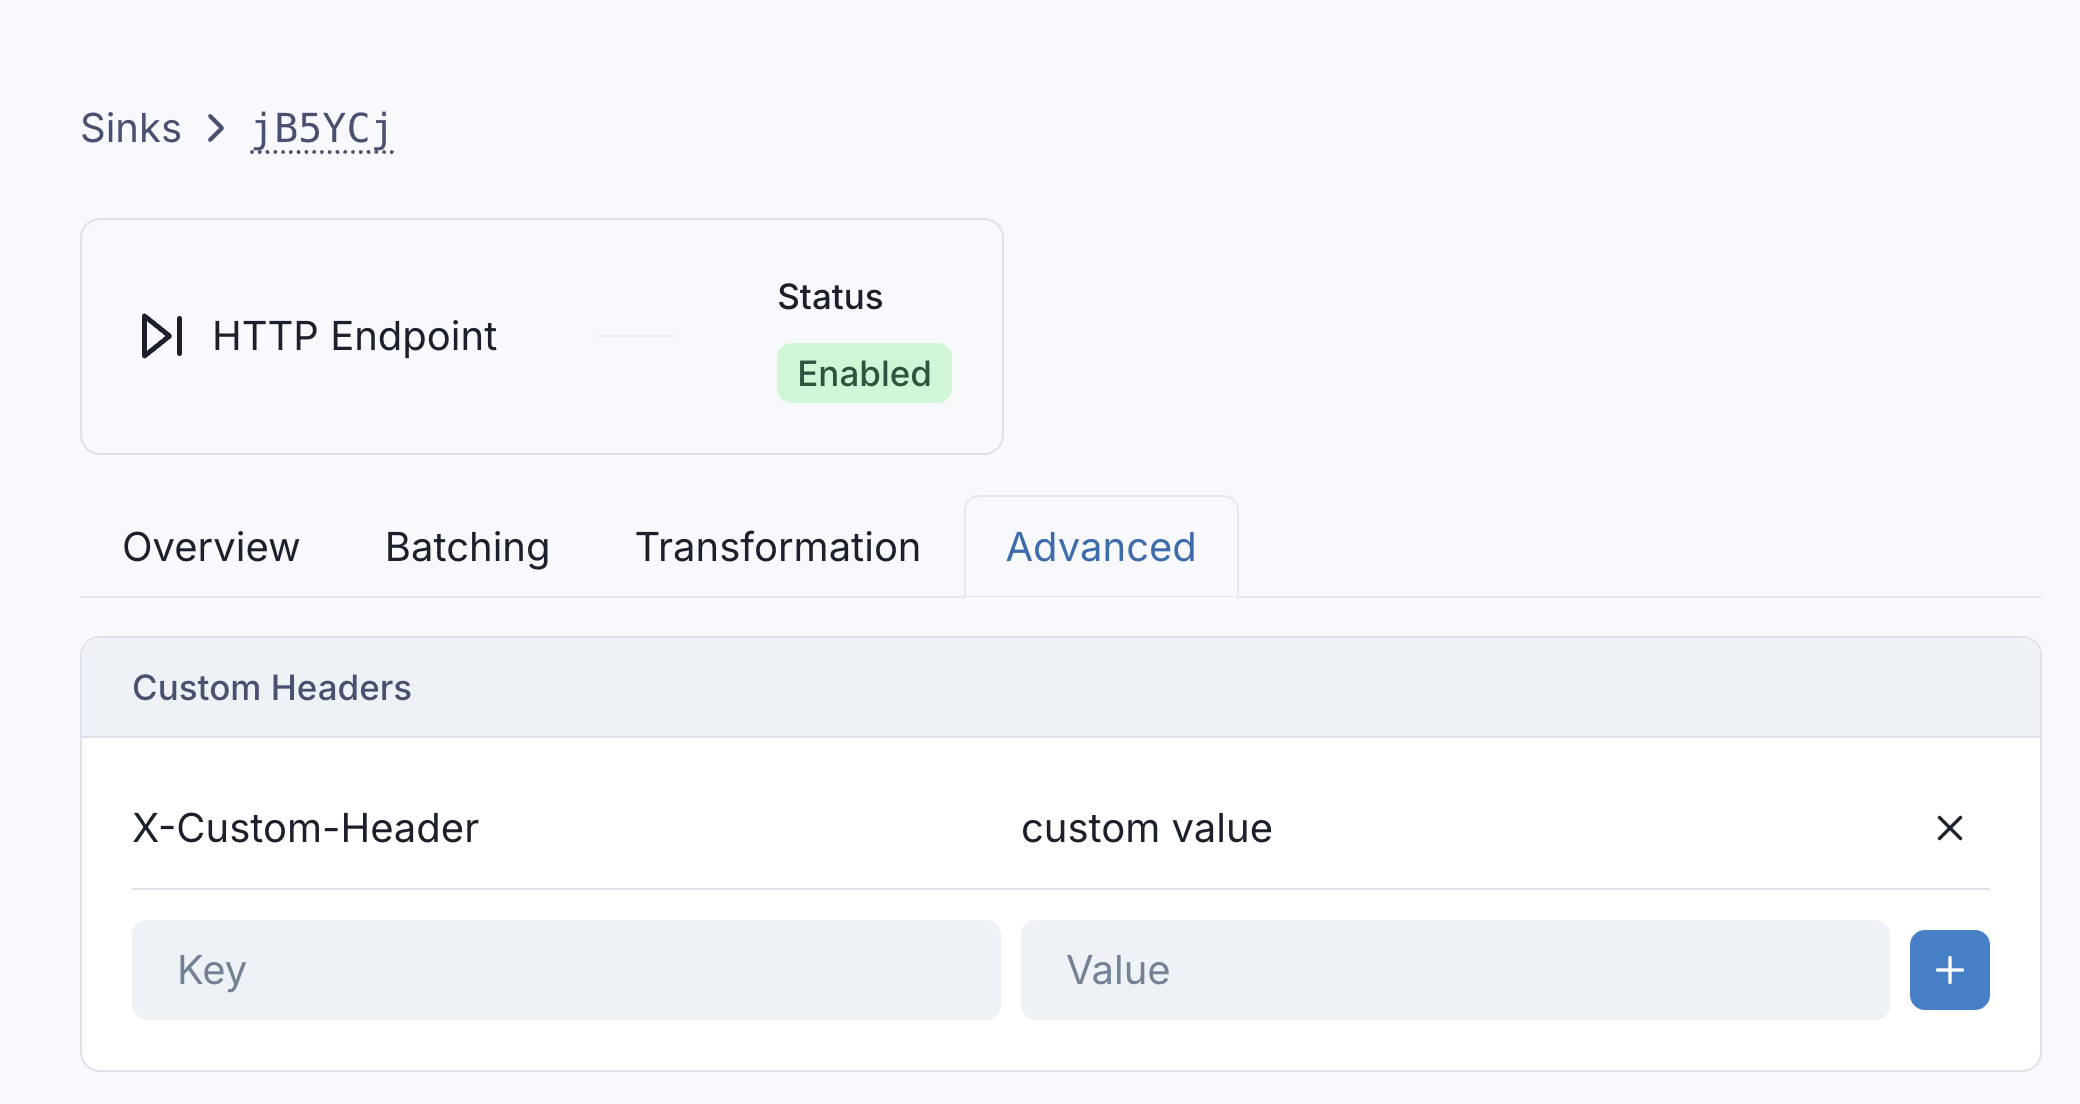 Sinks > jB5YCj
HTTP Endpoint
Status
Enabled
Overview Batching Transformation Advanced
Custom Headers
X-Custom-Header custom value
Key Value